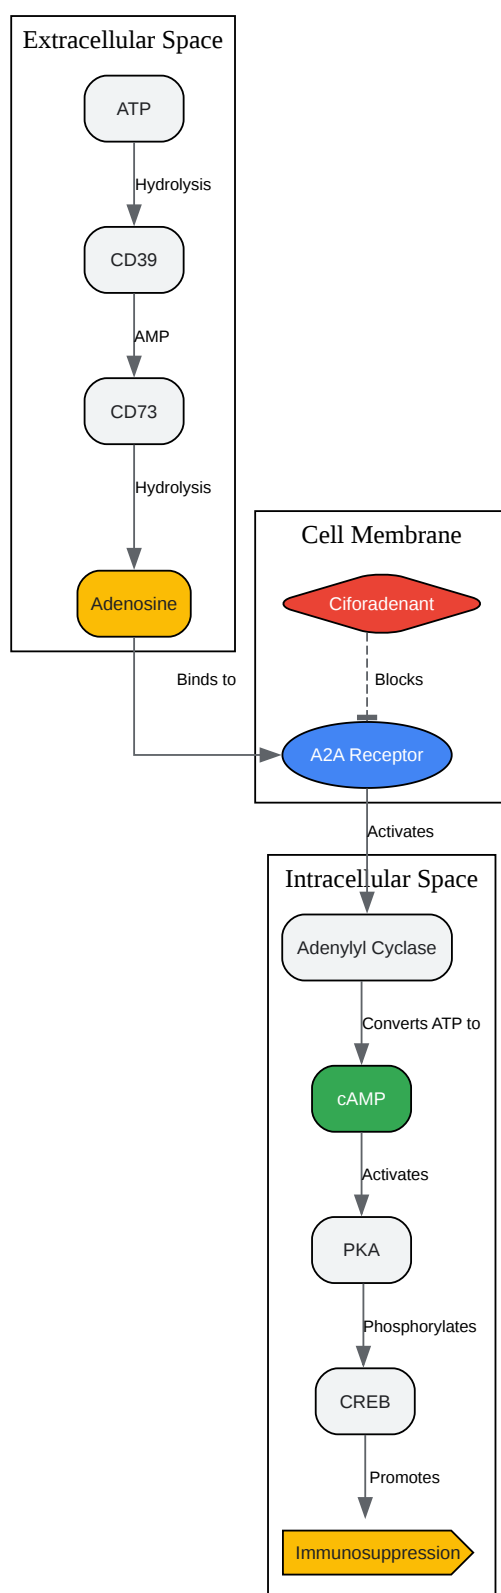 Extracellular Space
ATP
Hydrolysis
CD39
AMP
CD73
Hydrolysis
Adenosine
Binds to
Cell Membrane
Ciforadenant
Blocks
A2A Receptor
Activates
Intracellular Space
Adenylyl Cyclase
Converts ATP to
cAMP
Activates
PKA
Phosphorylates
CREB
Promotes
Immunosuppression